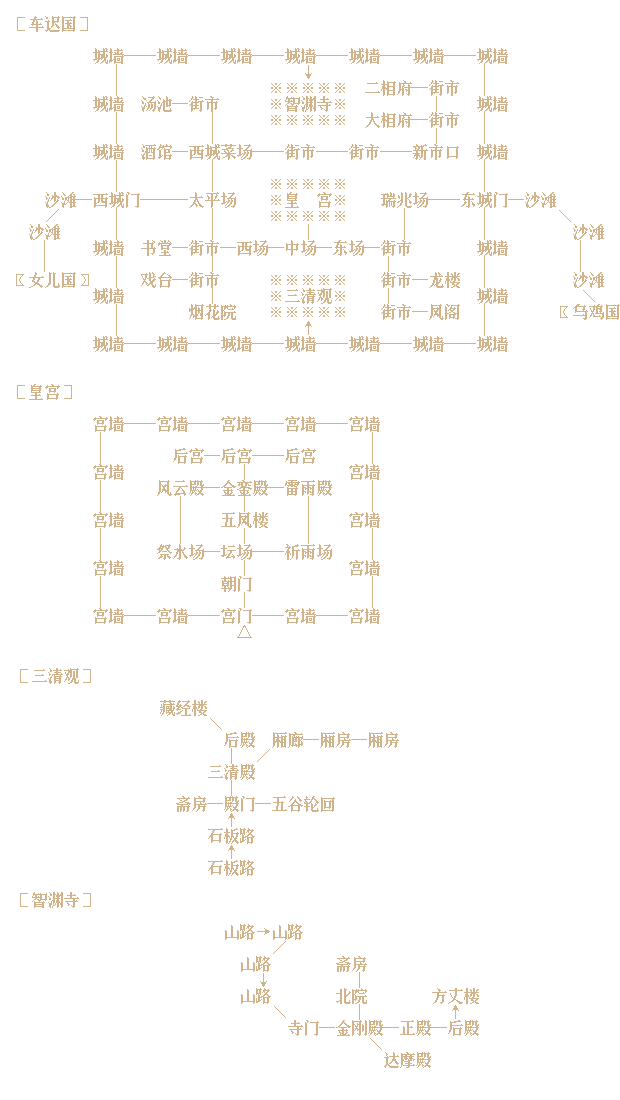 ［车迟国］
城墙 城墙 城墙 城墙 城墙 城墙 城墙
※※※※※ 二相府 街市
城墙 汤池 街市 ※智渊寺※ 城墙
※※※※※ 大相府 街市
城墙 酒馆 西城菜场 街市 街市 新市口 城墙
※※※※※
沙滩 西城门 太平场 ※皇　宫※ 瑞兆场 东城门 沙滩
※※※※※
沙滩 沙滩
城墙 书堂 街市 西场 中场 东场 街市 城墙
〖女儿国〗 戏台 街市 ※※※※※ 街市 龙楼 沙滩
城墙 ※三清观※ 城墙
烟花院 ※※※※※ 街市 凤阁 〖乌鸡国
城墙 城墙 城墙 城墙 城墙 城墙 城墙
［皇宫］
宫墙 宫墙 宫墙 宫墙 宫墙
后宫 后宫 后宫
宫墙 宫墙
风云殿 金銮殿 雷雨殿
宫墙 五凤楼 宫墙
祭水场 坛场 祈雨场
宫墙 宫墙
朝门
宫墙 宫墙 宫门 宫墙 宫墙
△
［三清观］
藏经楼
后殿 厢廊 厢房 厢房
三清殿
斋房 殿门 五谷轮回
石板路
石板路
［智渊寺］
山路 山路
山路 斋房
山路 北院 方丈楼
寺门 金刚殿 正殿 后殿
达摩殿